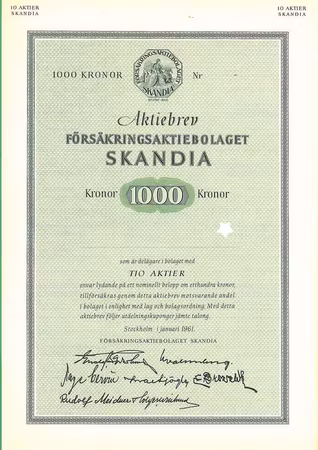 10 AKTIER
SKANDIA
10 AKTIER
SKANDIA
1000 KRONOR Nr
FÖRSÄKRINGSAKTIEBOLAGET
SKANDIA
Aktiebrev
FÖRSÄKRINGSAKTIEBOLAGET
SKANDIA
Kronor 1000 Kronor
som är delägare i bolaget med
TIO AKTIER
envar lydande på ett nominellt belopp om etthundra kronor,
tillförsäkras genom detta aktiebrev motsvarande andel
i bolaget i enlighet med lag och bolagsordning. Med detta
aktiebrev följer utdelningskuponger jämte talong.
Stockholm 1 januari 1961.
FÖRSÄKRINGSAKTIEBOLAGET SKANDIA
Rudolf Meidner